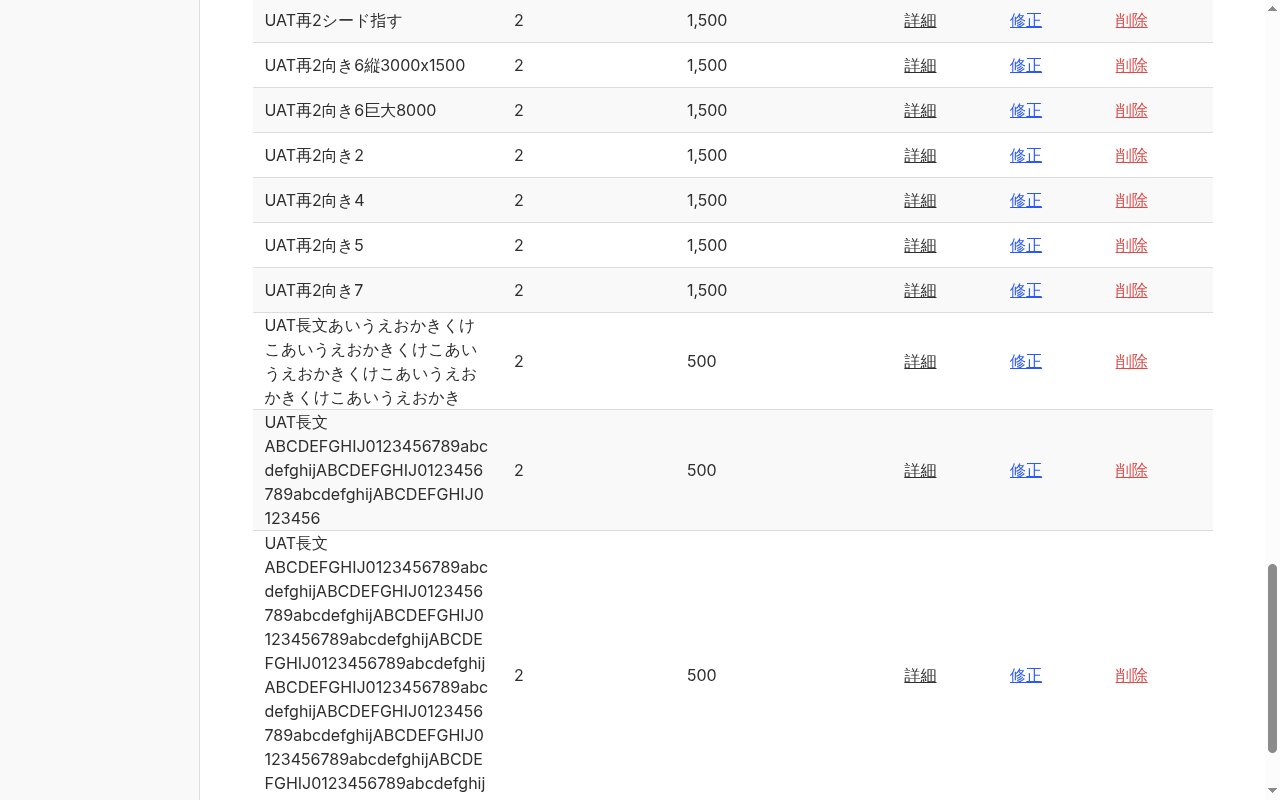 UAT再2シード指す 2 1,500 詳細 修正 削除
UAT再2向き6縦3000x1500 2 1,500 詳細 修正 削除
UAT再2向き6巨大8000 2 1,500 詳細 修正 削除
UAT再2向き2 2 1,500 詳細 修正 削除
UAT再2向き4 2 1,500 詳細 修正 削除
UAT再2向き5 2 1,500 詳細 修正 削除
UAT再2向き7 2 1,500 詳細 修正 削除
UAT長文あいうえおかきくけ
こあいうえおかきくけこあい
うえおかきくけこあいうえお
かきくけこあいうえおかき
2 500 詳細 修正 削除
UAT長文
ABCDEFGHIJ0123456789abc
defghijABCDEFGHIJ0123456
789abcdefghijABCDEFGHIJ0
123456
2 500 詳細 修正 削除
UAT長文
ABCDEFGHIJ0123456789abc
defghijABCDEFGHIJ0123456
789abcdefghijABCDEFGHIJ0
123456789abcdefghijABCDE
FGHIJ0123456789abcdefghij
ABCDEFGHIJ0123456789abc
defghijABCDEFGHIJ0123456
789abcdefghijABCDEFGHIJ0
123456789abcdefghijABCDE
FGHIJ0123456789abcdefghij
2 500 詳細 修正 削除